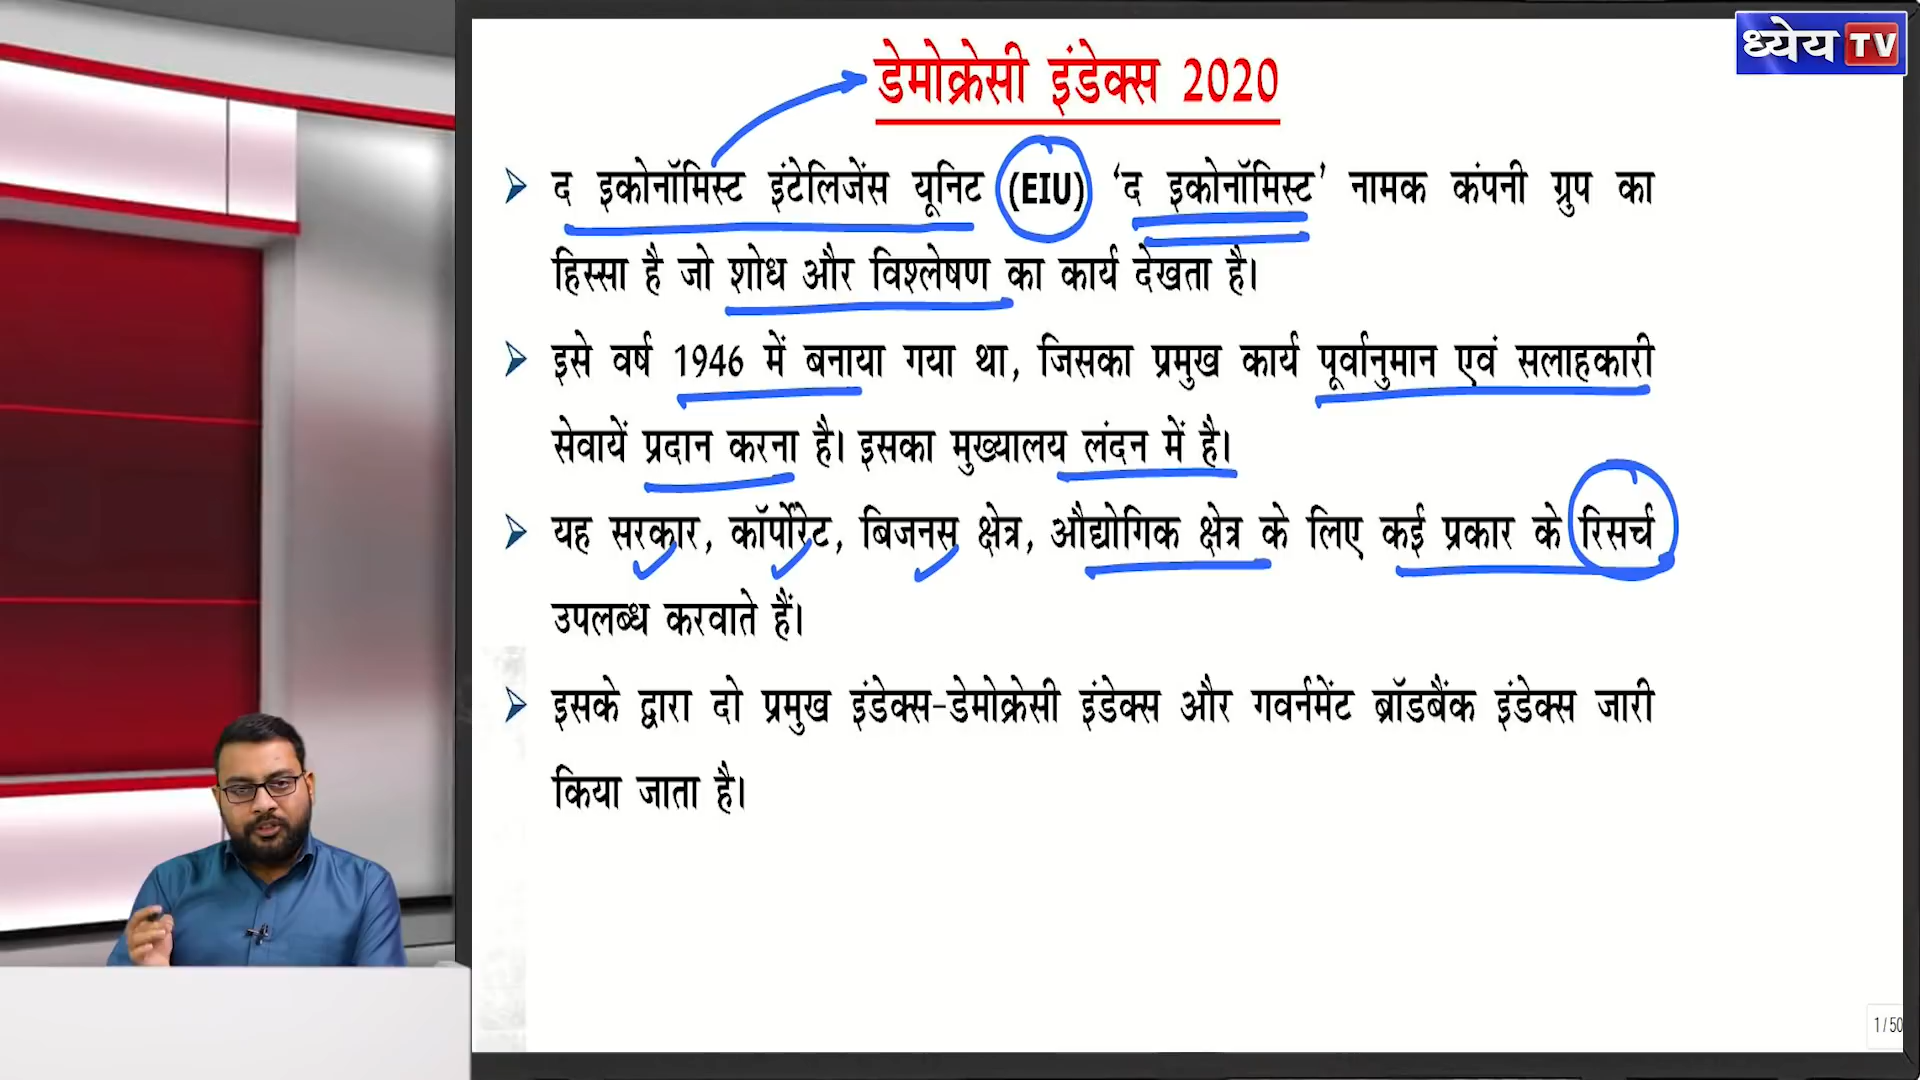 ध्येय TV
डेमोक्रेसी इंडेक्स 2020
द इकोनॉमिस्ट इंटेलिजेंस यूनिट (EIU) ‘द इकोनॉमिस्ट’ नामक कंपनी ग्रुप का
हिस्सा है जो शोध और विश्लेषण का कार्य देखता है।
इसे वर्ष 1946 में बनाया गया था, जिसका प्रमुख कार्य पूर्वानुमान एवं सलाहकारी
सेवायें प्रदान करना है। इसका मुख्यालय लंदन में है।
यह सरकार, कॉर्पोरेट, बिजनस क्षेत्र, औद्योगिक क्षेत्र के लिए कई प्रकार के रिसर्च
उपलब्ध करवाते हैं।
इसके द्वारा दो प्रमुख इंडेक्स-डेमोक्रेसी इंडेक्स और गवर्नमेंट ब्रॉडबैंक इंडेक्स जारी
किया जाता है।
1 / 50